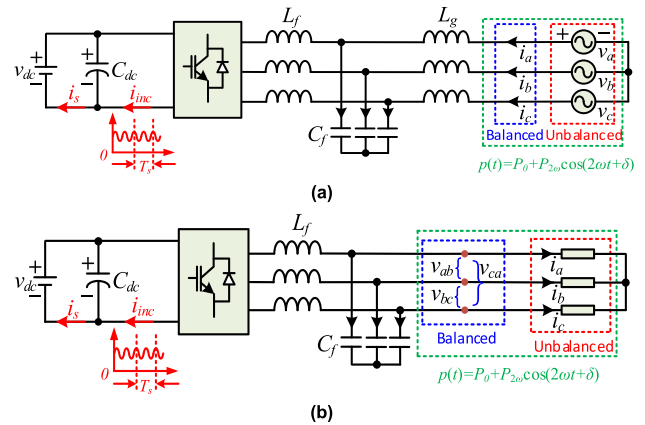 L_f L_g
+ −
v_dc + − C_dc i_a v_a
i_b v_b
i_s i_inc i_c v_c
C_f Balanced Unbalanced
0 T_s p(t)=P_0+P_2ω cos(2ωt+δ)
(a)
L_f
v_dc + − C_dc v_ab v_ca i_a
v_bc i_b
i_s i_inc i_c
C_f Balanced Unbalanced
0 T_s p(t)=P_0+P_2ω cos(2ωt+δ)
(b)